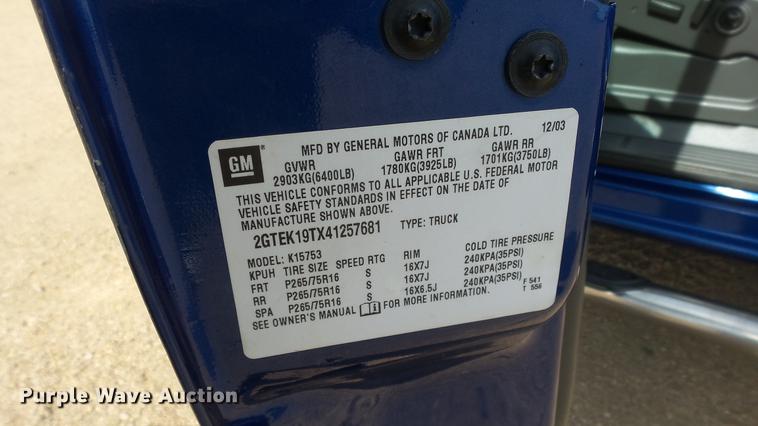 MFD BY GENERAL MOTORS OF CANADA LTD. 12/03
GM®
GVWR GAWR FRT GAWR RR
2903KG(6400LB) 1780KG(3925LB) 1701KG(3750LB)
THIS VEHICLE CONFORMS TO ALL APPLICABLE U.S. FEDERAL MOTOR
VEHICLE SAFETY STANDARDS IN EFFECT ON THE DATE OF
MANUFACTURE SHOWN ABOVE.
2GTEK19TX41257681 TYPE: TRUCK
MODEL: K15753
KPUH TIRE SIZE SPEED RTG RIM COLD TIRE PRESSURE
FRT P265/75R16 S 16X7J 240KPA(35PSI)
RR P265/75R16 S 16X7J 240KPA(35PSI)
SPA P265/75R16 S 16X6.5J 240KPA(35PSI)
F 541
T 556
SEE OWNER'S MANUAL FOR MORE INFORMATION.
Purple Wave Auction